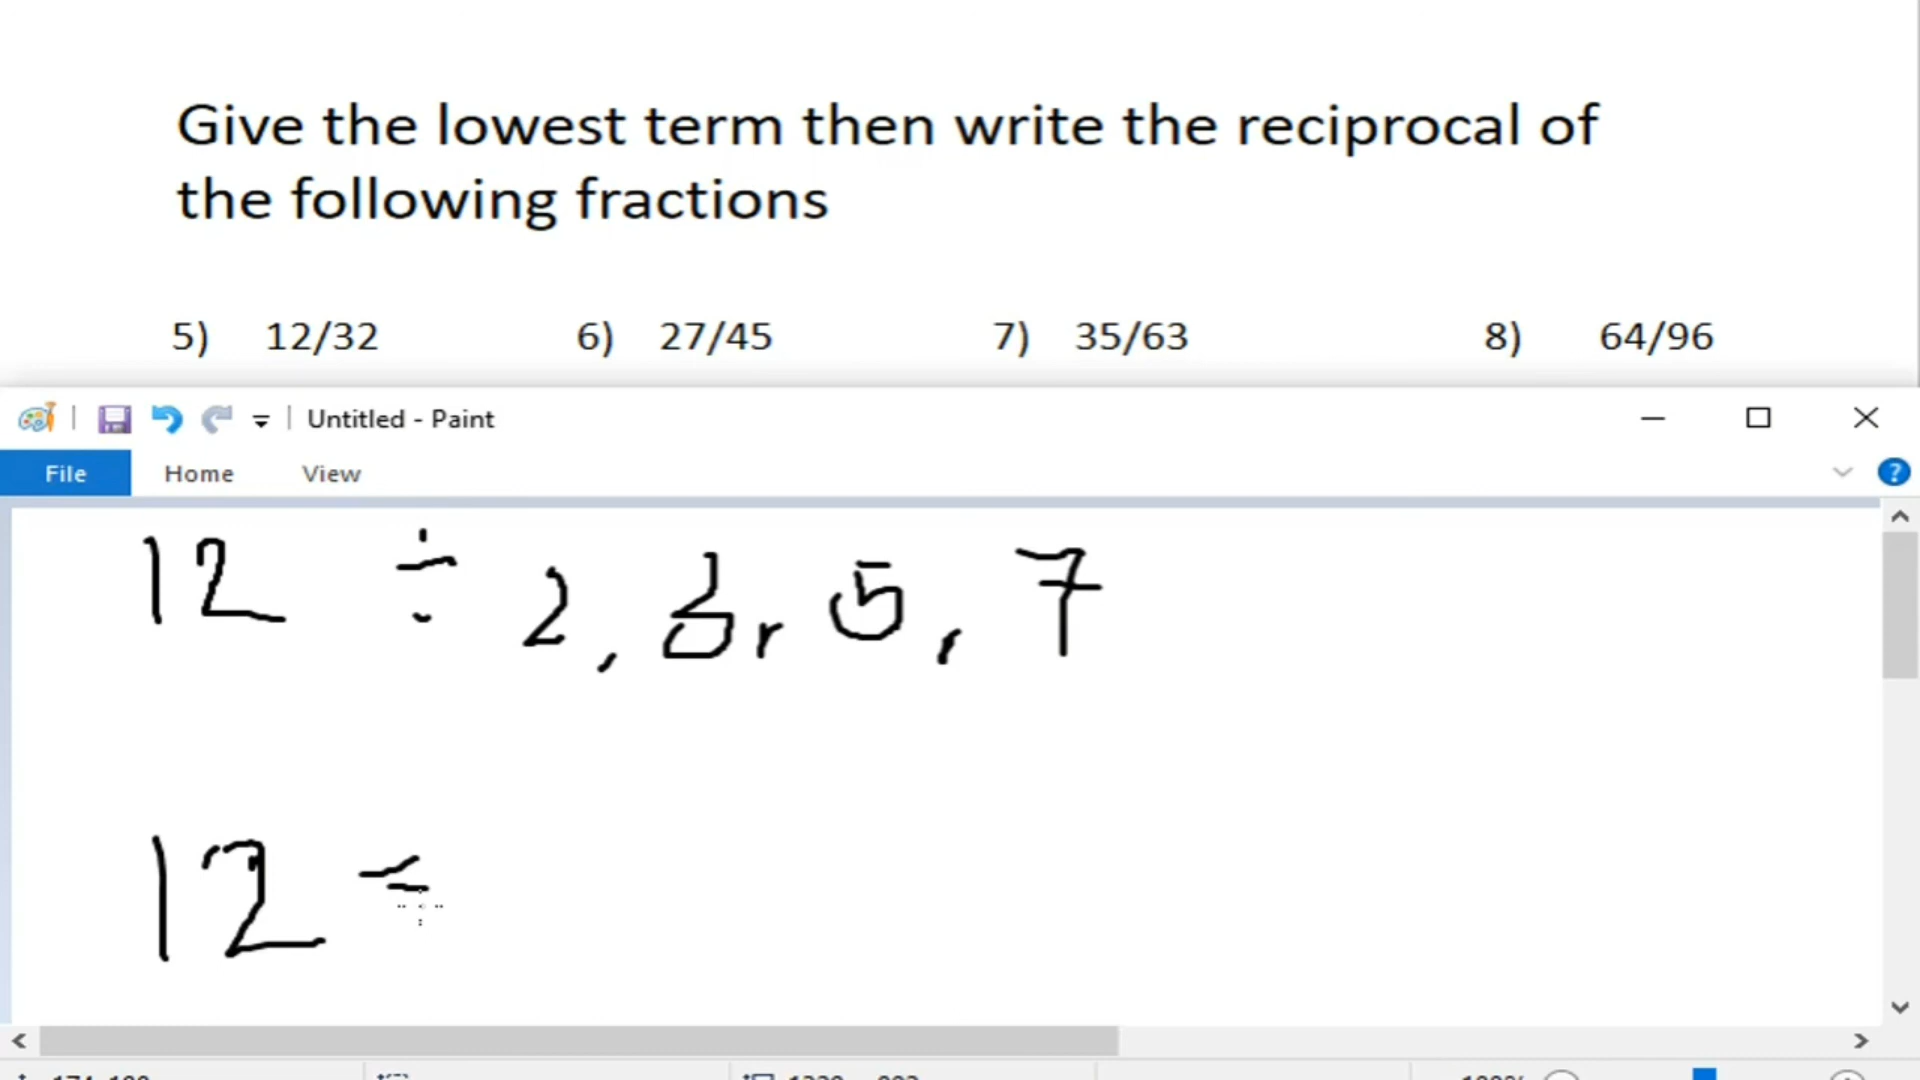 Give the lowest term then write the reciprocal of
the following fractions
5) 12/32 6) 27/45 7) 35/63 8) 64/96
Untitled - Paint
File Home View
12 ÷ 2, 3, 5, 7
12 =